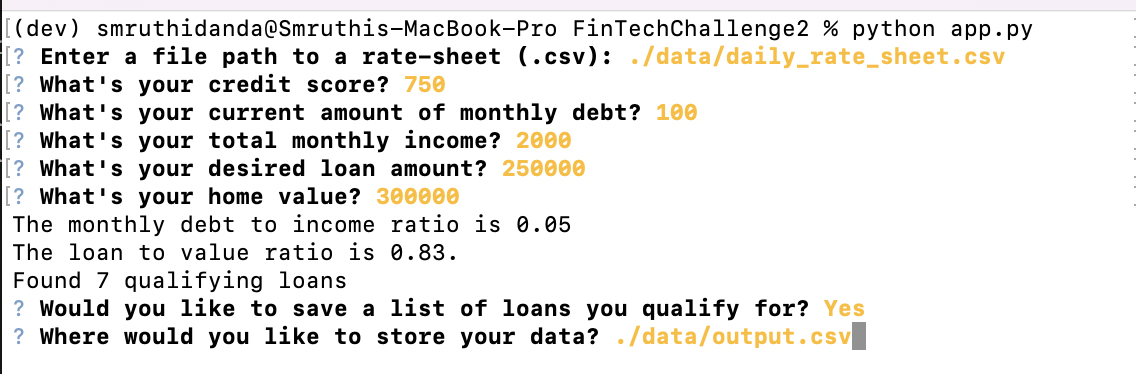 [(dev) smruthidanda@Smruthis-MacBook-Pro FinTechChallenge2 % python app.py
[? Enter a file path to a rate-sheet (.csv): ./data/daily_rate_sheet.csv
[? What's your credit score? 750
[? What's your current amount of monthly debt? 100
[? What's your total monthly income? 2000
[? What's your desired loan amount? 250000
[? What's your home value? 300000
The monthly debt to income ratio is 0.05
The loan to value ratio is 0.83.
Found 7 qualifying loans
? Would you like to save a list of loans you qualify for? Yes
? Where would you like to store your data? ./data/output.csv